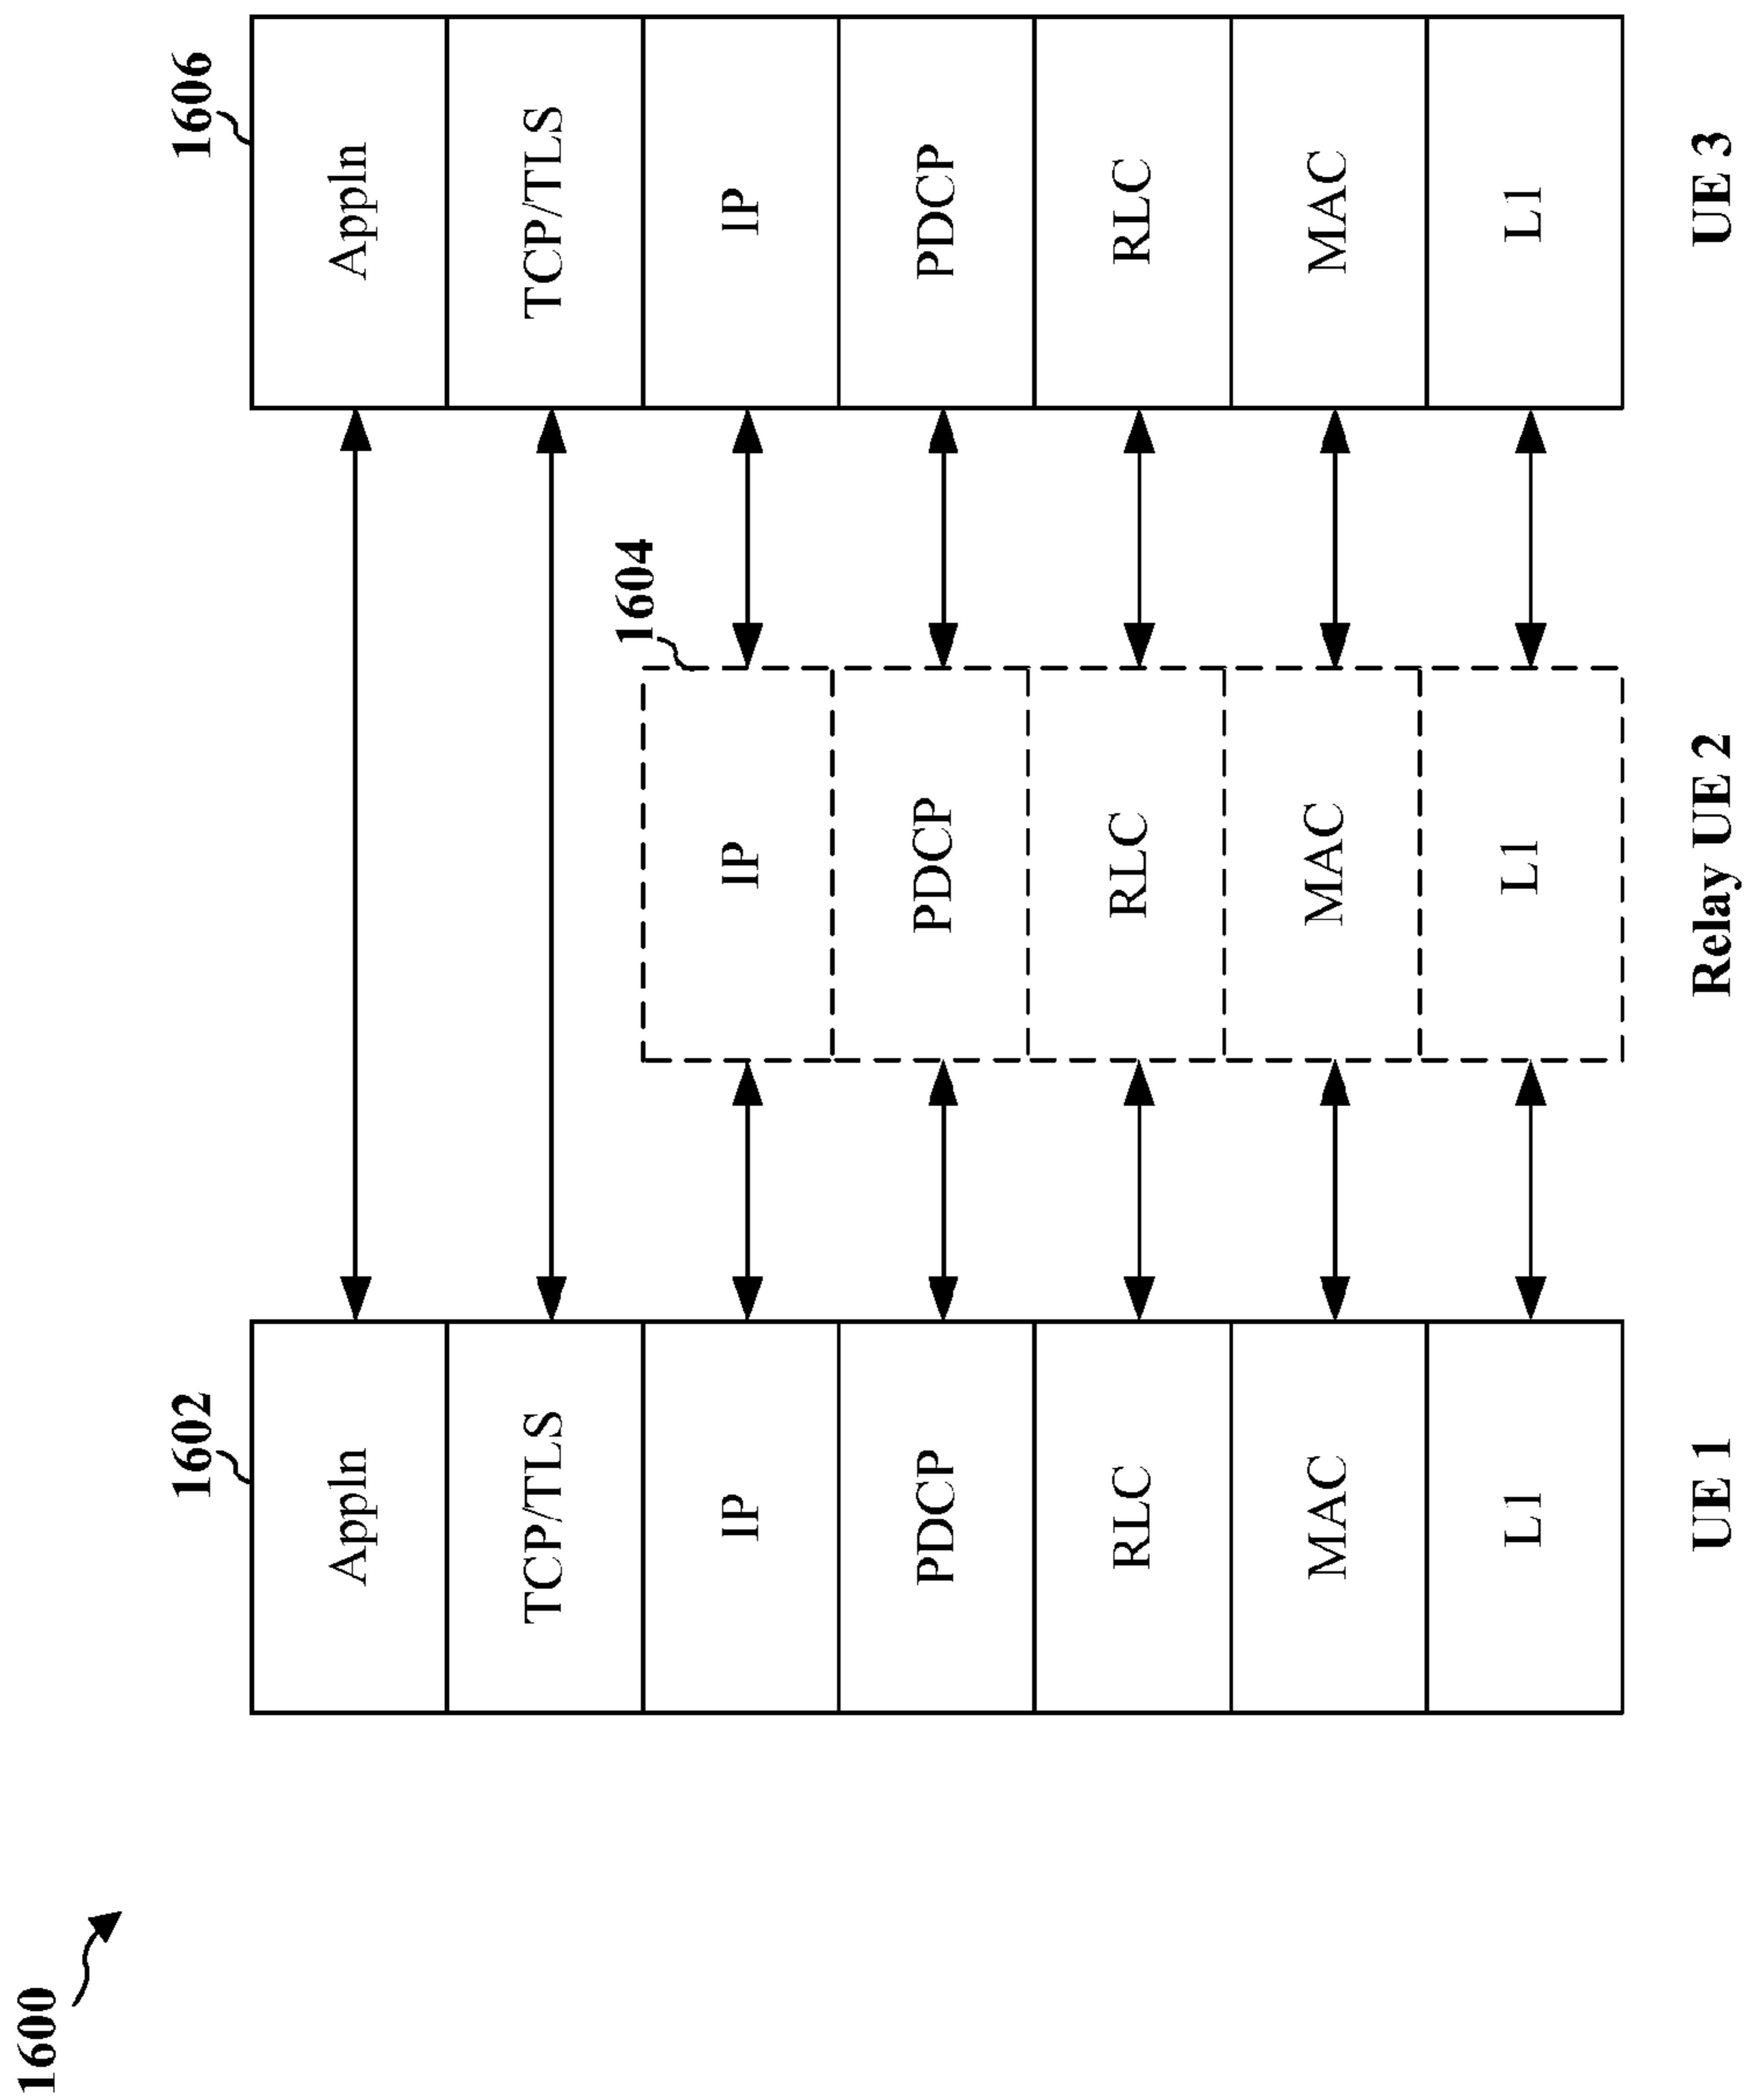 1600
1602
Appln
TCP/TLS
IP
PDCP
RLC
MAC
L1
UE 1
1604
IP
PDCP
RLC
MAC
L1
Relay UE 2
1606
Appln
TCP/TLS
IP
PDCP
RLC
MAC
L1
UE 3